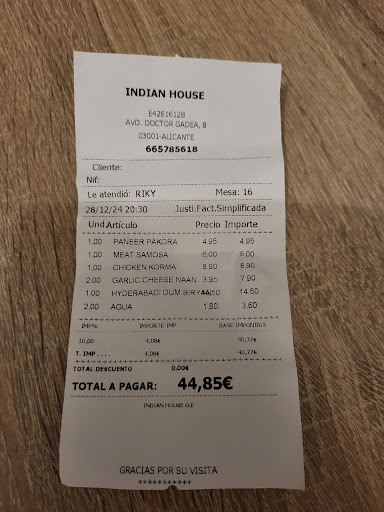 INDIAN HOUSE
E42616128
AVD. DOCTOR GADEA, 8
03001-ALICANTE
665785618
Cliente:
Nif:
Le atendió: RIKY Mesa: 16
28/12/24 20:30 Justi.Fact.Simplificada
Und Artículo Precio Importe
1,00 PANEER PAKORA 4,95 4,95
1,00 MEAT SAMOSA 5,00 5,00
1,00 CHICKEN KORMA 8,90 8,90
2,00 GARLIC CHEESE NAAN 3,95 7,90
1,00 HYDERABADI DUM BIRYA 14,50
2,00 AGUA 1,80 3,60
IMP% IMPORTE IMP BASE IMPONIBLE
10,00 4,08€ 40,77€
T. IMP .... 4,08€ 40,77€
TOTAL DESCUENTO 0,00€
TOTAL A PAGAR: 44,85€
INDIAN HOUSE
GRACIAS POR SU VISITA
***********